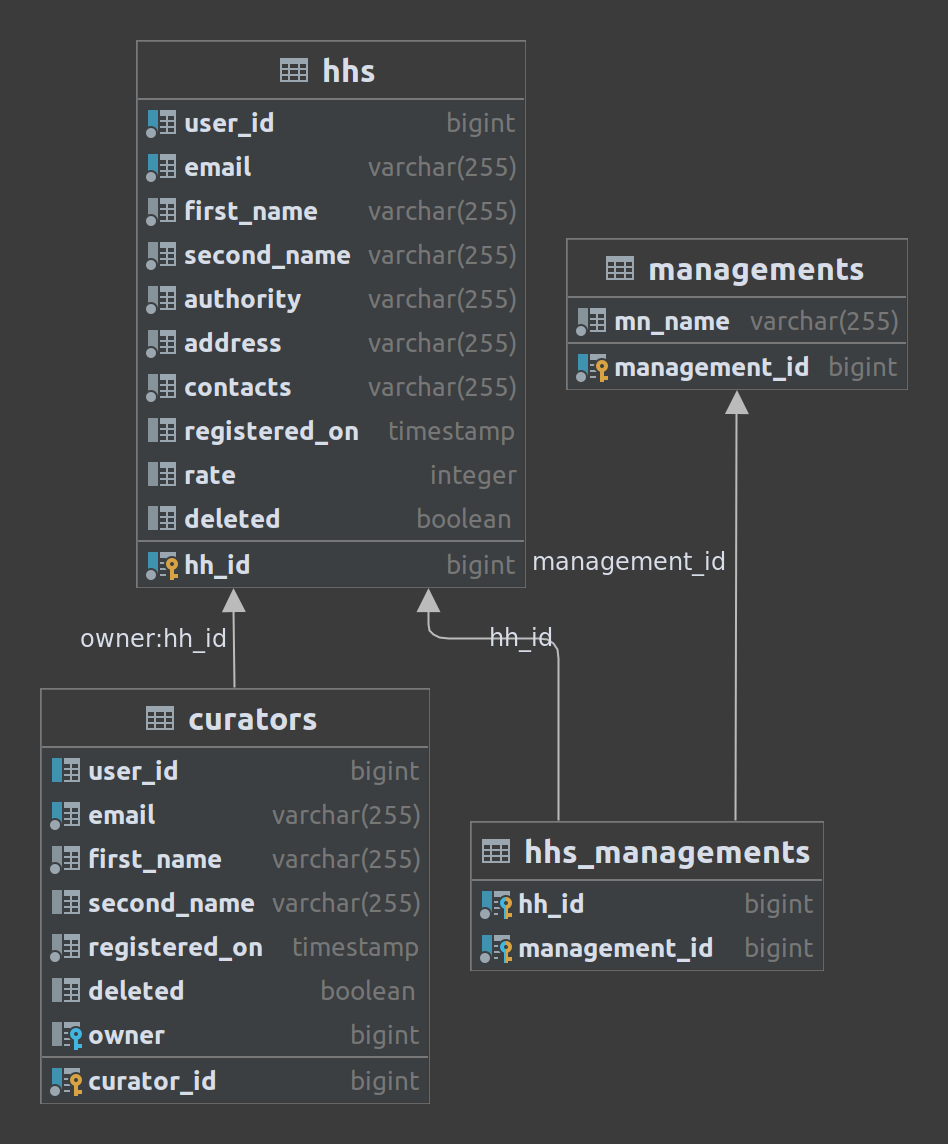 hhs
user_id bigint
email varchar(255)
first_name varchar(255)
second_name varchar(255)
authority varchar(255)
address varchar(255)
contacts varchar(255)
registered_on timestamp
rate integer
deleted boolean
hh_id bigint
managements
mn_name varchar(255)
management_id bigint
management_id
owner:hh_id
hh_id
curators
user_id bigint
email varchar(255)
first_name varchar(255)
second_name varchar(255)
registered_on timestamp
deleted boolean
owner bigint
curator_id bigint
hhs_managements
hh_id bigint
management_id bigint